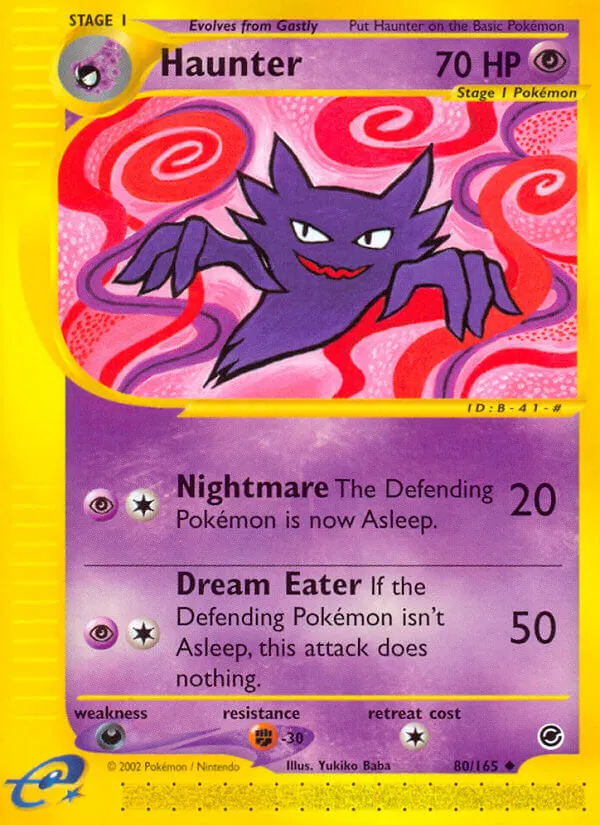 STAGE 1
Evolves from Gastly Put Haunter on the Basic Pokémon
Haunter 70 HP
Stage 1 Pokémon
ID:B-41-#
Nightmare The Defending
Pokémon is now Asleep.
20
Dream Eater If the
Defending Pokémon isn't
Asleep, this attack does
nothing.
50
weakness resistance retreat cost
-30
© 2002 Pokémon / Nintendo Illus. Yukiko Baba 80/165
e